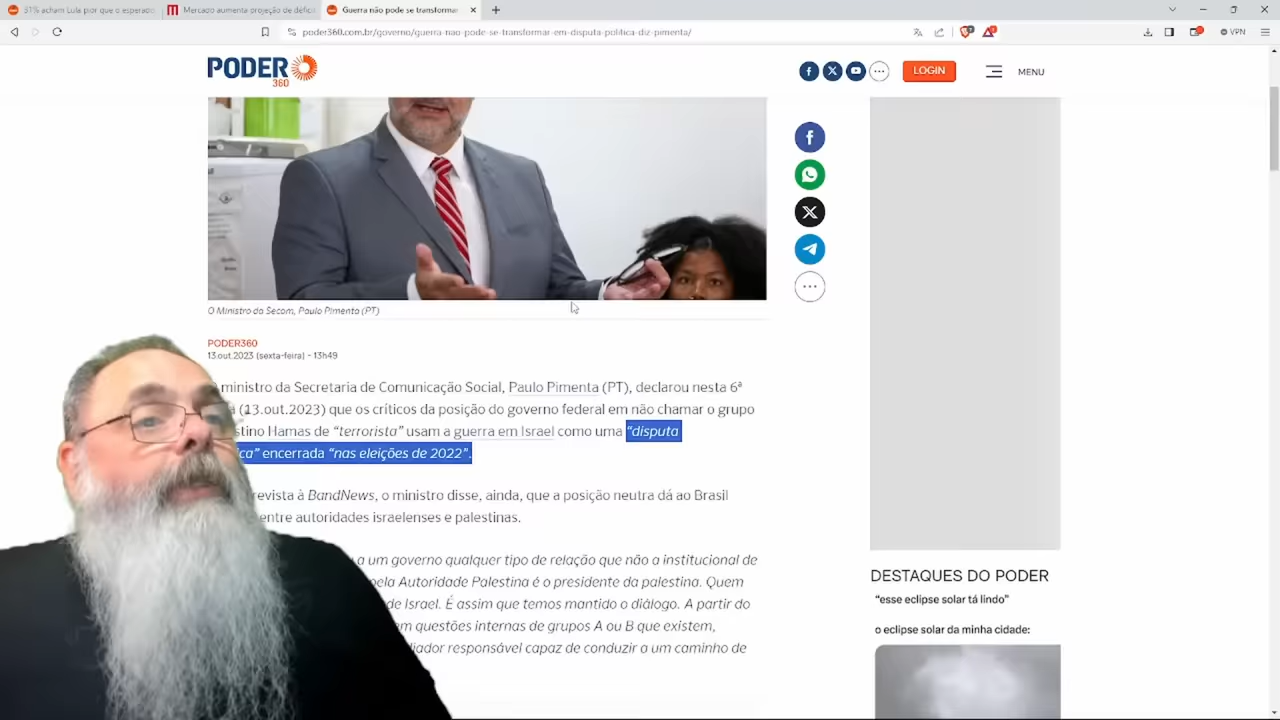 31% acham Lula pior que o esperado
Mercado aumenta projeção de défici
Guerra não pode se transformar
poder360.com.br/governo/guerra-nao-pode-se-transformar-em-disputa-politica-diz-pimenta/
VPN
PODER
360
LOGIN
MENU
O Ministro da Secom, Paulo Pimenta (PT)
PODER360
13.out.2023 (sexta-feira) - 13h49
ministro da Secretaria de Comunicação Social, Paulo Pimenta (PT), declarou nesta 6ª
(13.out.2023) que os críticos da posição do governo federal em não chamar o grupo
stino Hamas de “terrorista” usam a guerra em Israel como uma “disputa
ica” encerrada “nas eleições de 2022”.
revista à BandNews, o ministro disse, ainda, que a posição neutra dá ao Brasil
entre autoridades israelenses e palestinas.
a um governo qualquer tipo de relação que não a institucional de
pela Autoridade Palestina é o presidente da palestina. Quem
de Israel. É assim que temos mantido o diálogo. A partir do
m questões internas de grupos A ou B que existem,
diador responsável capaz de conduzir a um caminho de
DESTAQUES DO PODER
“esse eclipse solar tá lindo”
o eclipse solar da minha cidade: